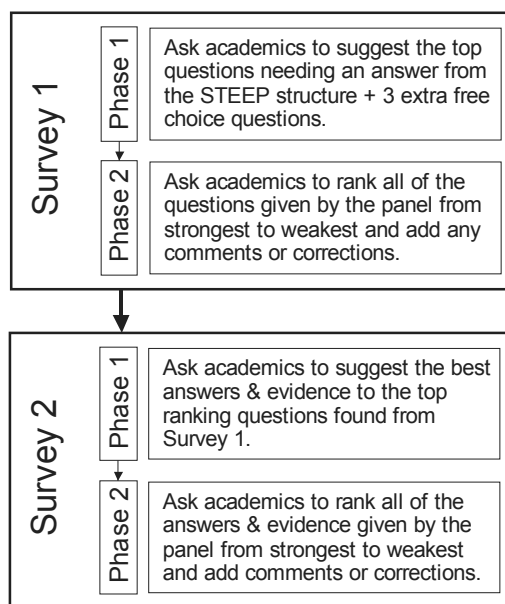 Survey 1
Phase 1
Ask academics to suggest the top
questions needing an answer from
the STEEP structure + 3 extra free
choice questions.
Phase 2
Ask academics to rank all of the
questions given by the panel from
strongest to weakest and add any
comments or corrections.
Survey 2
Phase 1
Ask academics to suggest the best
answers & evidence to the top
ranking questions found from
Survey 1.
Phase 2
Ask academics to rank all of the
answers & evidence given by the
panel from strongest to weakest
and add comments or corrections.